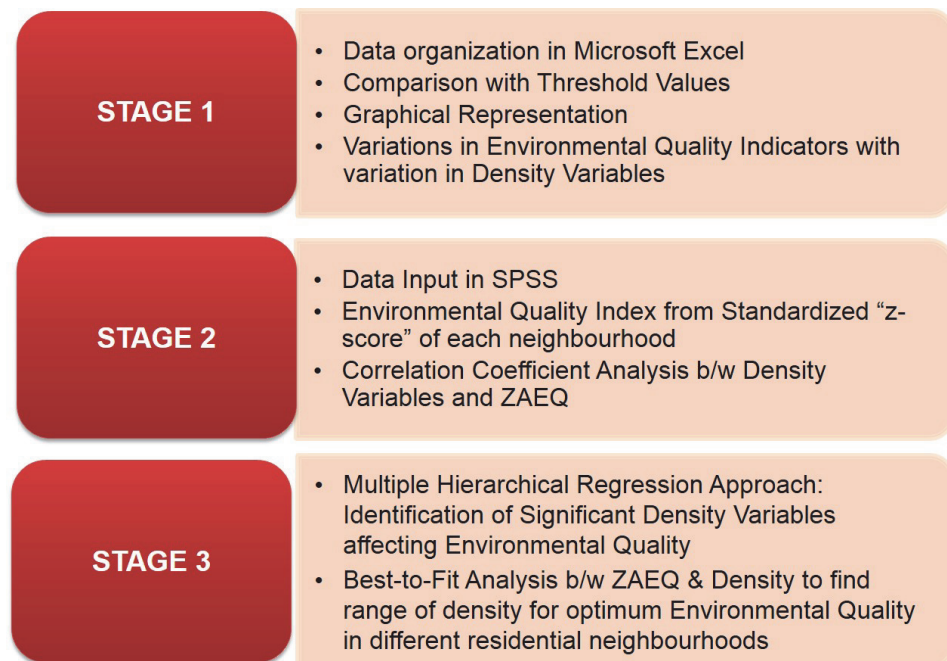 STAGE 1
• Data organization in Microsoft Excel
• Comparison with Threshold Values
• Graphical Representation
• Variations in Environmental Quality Indicators with
variation in Density Variables
STAGE 2
• Data Input in SPSS
• Environmental Quality Index from Standardized “z-
score” of each neighbourhood
• Correlation Coefficient Analysis b/w Density
Variables and ZAEQ
STAGE 3
• Multiple Hierarchical Regression Approach:
Identification of Significant Density Variables
affecting Environmental Quality
• Best-to-Fit Analysis b/w ZAEQ & Density to find
range of density for optimum Environmental Quality
in different residential neighbourhoods